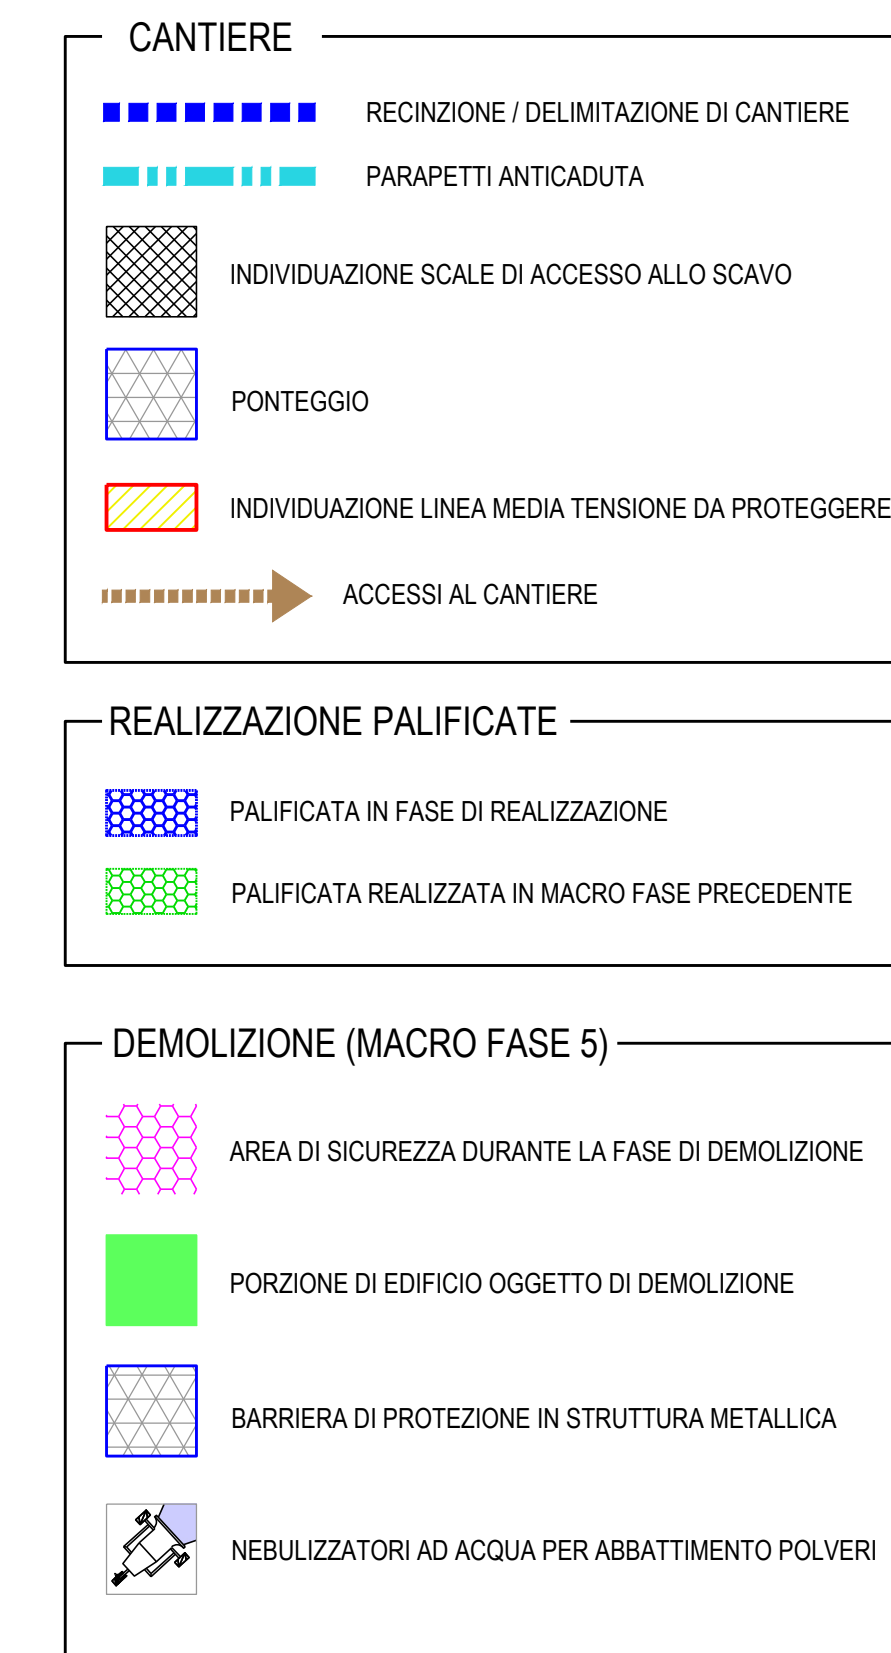 CANTIERE
RECINZIONE / DELIMITAZIONE DI CANTIERE
PARAPETTI ANTICADUTA
INDIVIDUAZIONE SCALE DI ACCESSO ALLO SCAVO
PONTEGGIO
INDIVIDUAZIONE LINEA MEDIA TENSIONE DA PROTEGGERE
ACCESSI AL CANTIERE
REALIZZAZIONE PALIFICATE
PALIFICATA IN FASE DI REALIZZAZIONE
PALIFICATA REALIZZATA IN MACRO FASE PRECEDENTE
DEMOLIZIONE (MACRO FASE 5)
AREA DI SICUREZZA DURANTE LA FASE DI DEMOLIZIONE
PORZIONE DI EDIFICIO OGGETTO DI DEMOLIZIONE
BARRIERA DI PROTEZIONE IN STRUTTURA METALLICA
NEBULIZZATORI AD ACQUA PER ABBATTIMENTO POLVERI